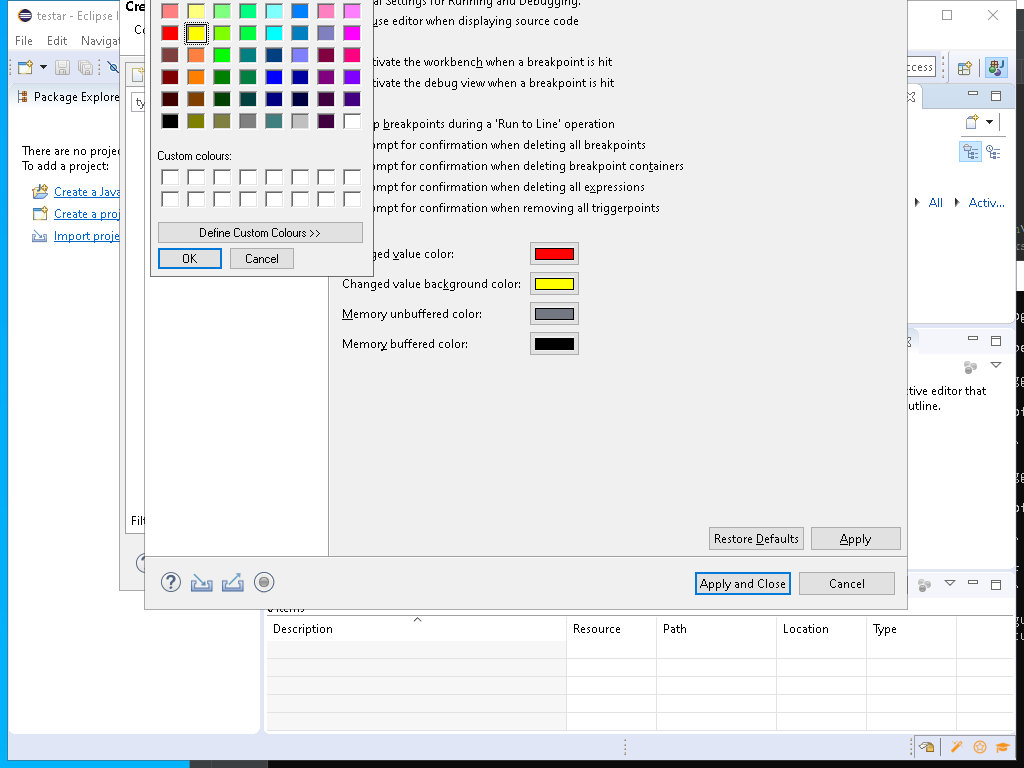 testar - Eclipse I
Cre
Settings for Running and Debugging.
use editor when displaying source code
File Edit Navigat
ctivate the workbench when a breakpoint is hit
ctivate the debug view when a breakpoint is hit
ccess
Package Explore
ty
p breakpoints during a 'Run to Line' operation
ompt for confirmation when deleting all breakpoints
There are no projec
To add a project:
Custom colours:
ompt for confirmation when deleting breakpoint containers
Create a Java
ompt for confirmation when deleting all expressions
Create a proj
ompt for confirmation when removing all triggerpoints
All
Activ...
Import proje
Define Custom Colours >>
OK
Cancel
ged value color:
Changed value background color:
Memory unbuffered color:
Memory buffered color:
ctive editor that
utline.
Filt
Restore Defaults
Apply
Apply and Close
Cancel
0 items
Description
Resource
Path
Location
Type